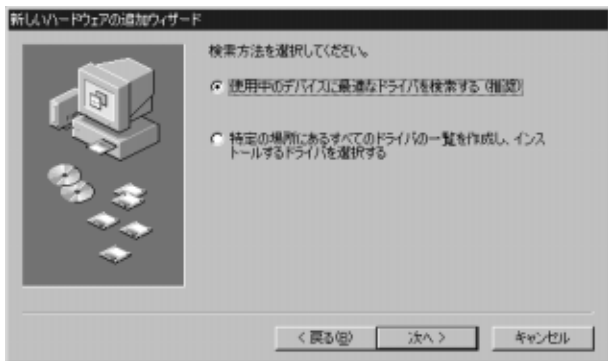 新しいハードウェアの追加ウィザード
検索方法を選択してください。
使用中のデバイスに最適なドライバを検索する (推奨)
特定の場所にあるすべてのドライバの一覧を作成し、インス
トールするドライバを選択する
< 戻る(B)
次へ >
キャンセル